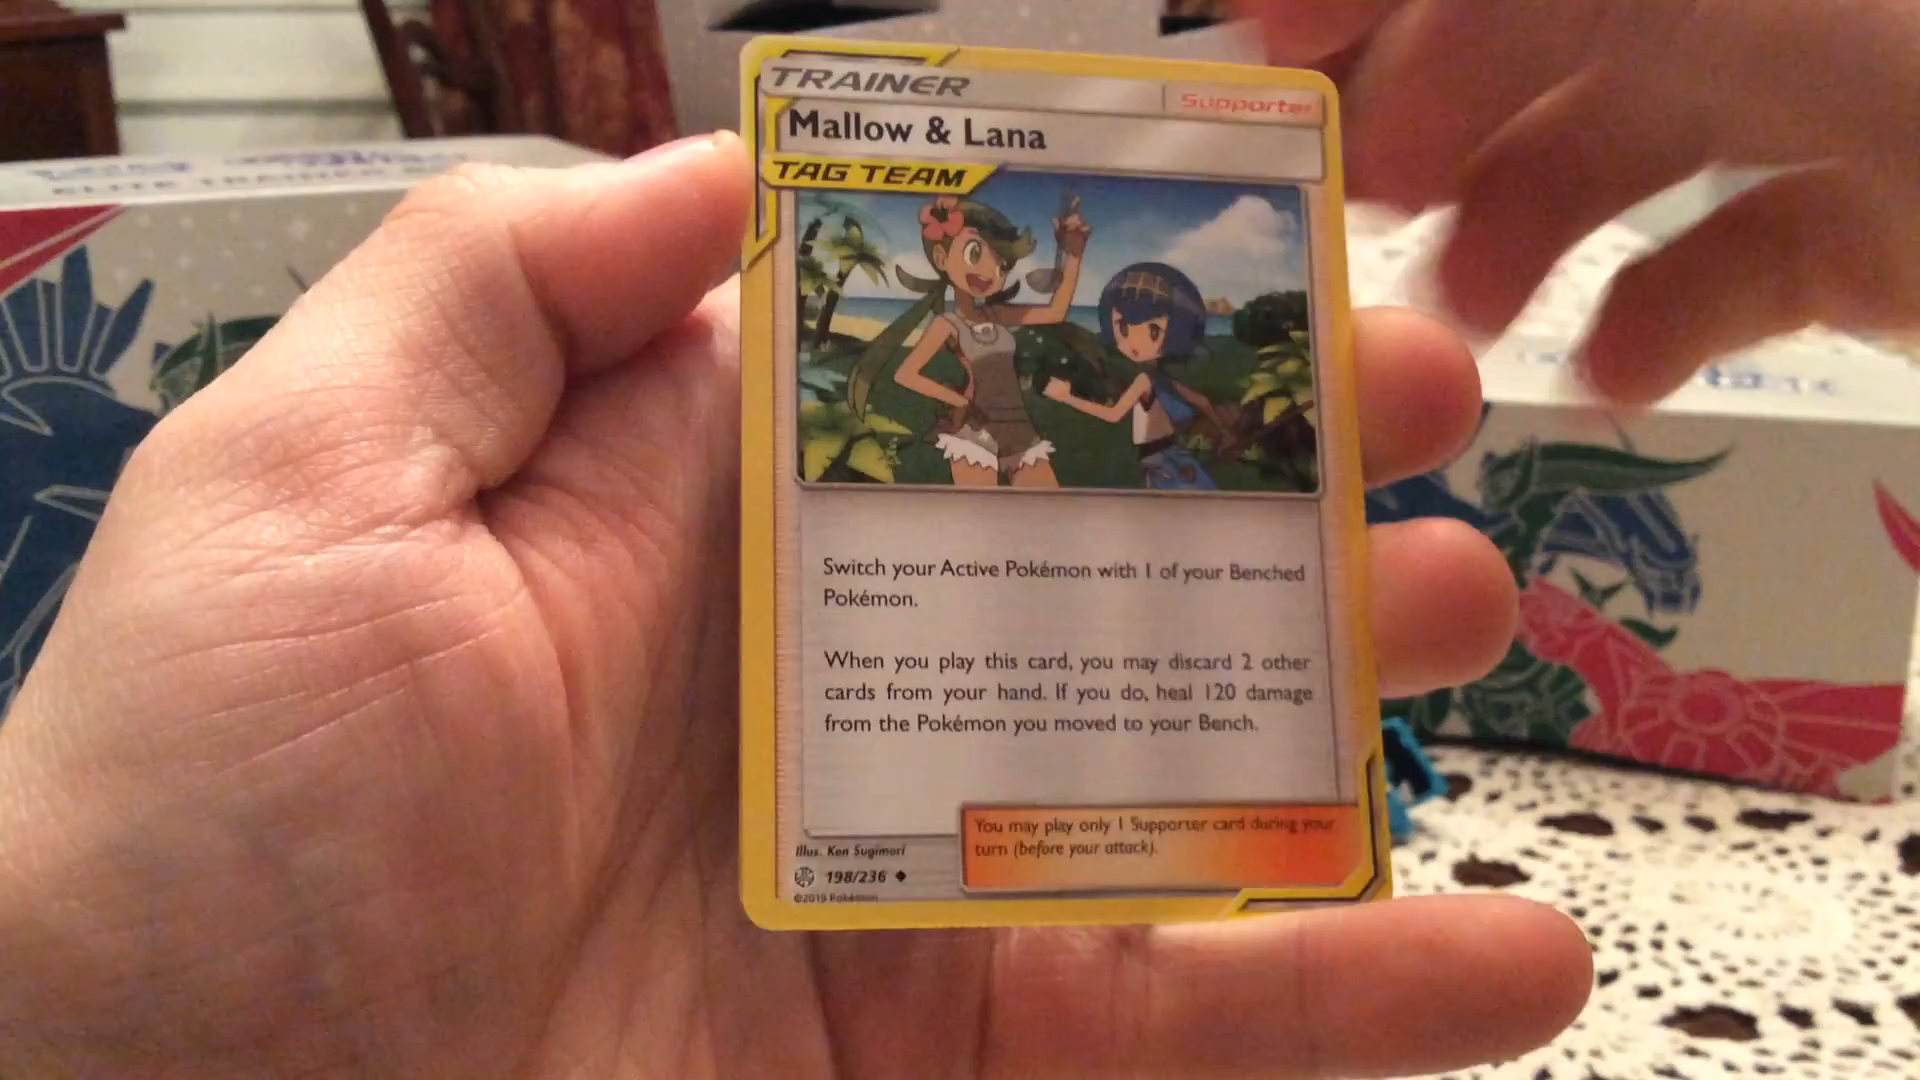 TRAINER
Supporter
Mallow & Lana
TAG TEAM
Switch your Active Pokémon with 1 of your Benched
Pokémon.
When you play this card, you may discard 2 other
cards from your hand. If you do, heal 120 damage
from the Pokémon you moved to your Bench.
You may play only 1 Supporter card during your
turn (before your attack).
Illus. Ken Sugimori
198/236
©2019 Pokémon
ELITE TRAINER